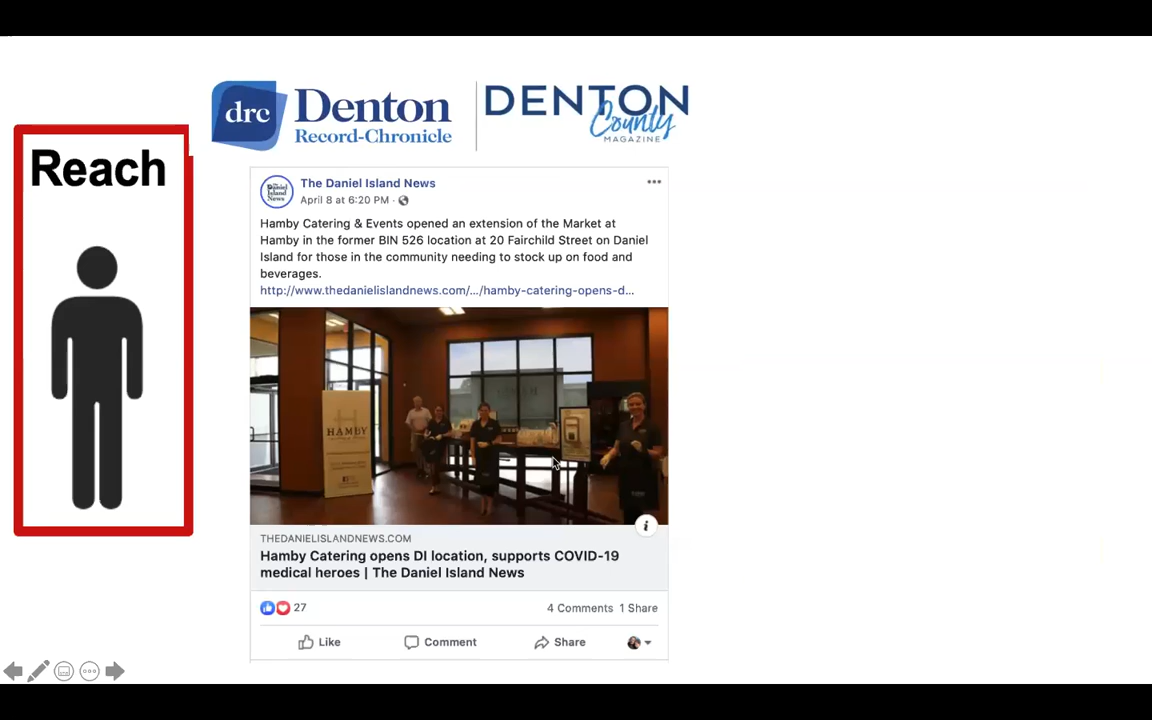 drc
Denton
Record-Chronicle
DENTON
County
MAGAZINE
Reach
The Daniel Island News
The Daniel Island News
April 8 at 6:20 PM ·
Hamby Catering & Events opened an extension of the Market at
Hamby in the former BIN 526 location at 20 Fairchild Street on Daniel
Island for those in the community needing to stock up on food and
beverages.
http://www.thedanielislandnews.com/.../hamby-catering-opens-d...
HAMBY
THEDANIELISLANDNEWS.COM
Hamby Catering opens DI location, supports COVID-19
medical heroes | The Daniel Island News
27
4 Comments 1 Share
Like
Comment
Share